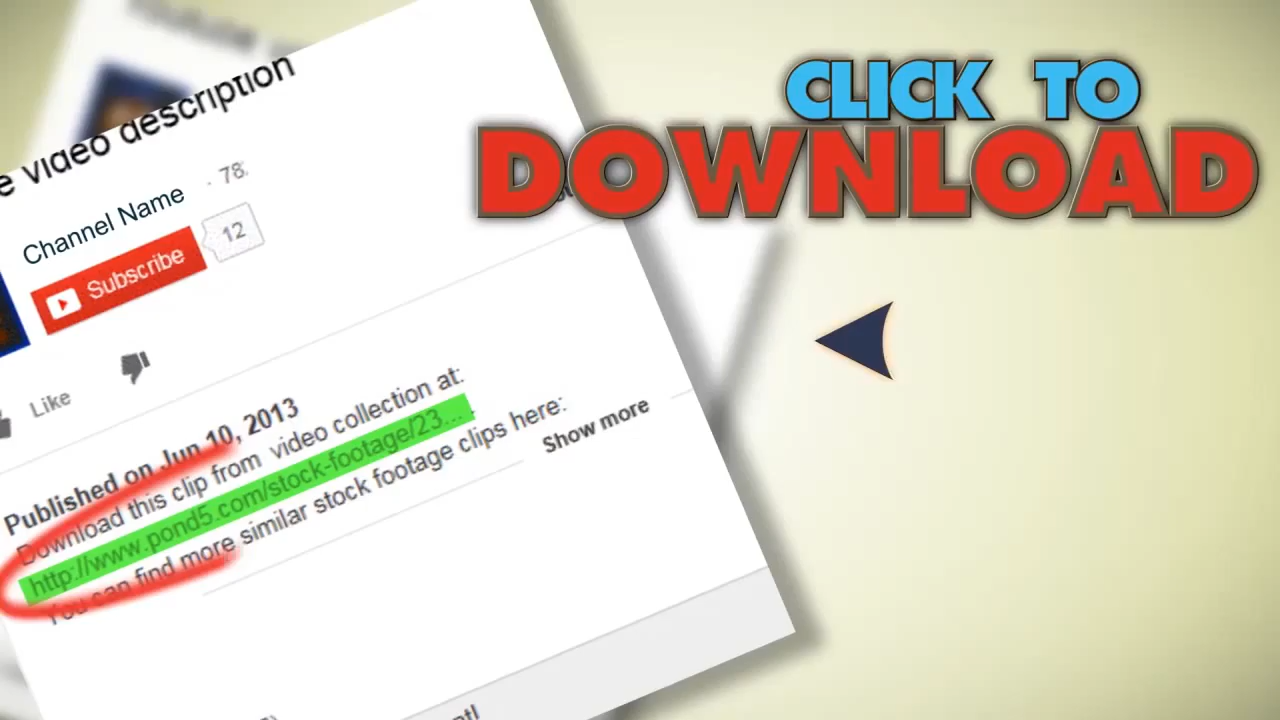 CLICK TO
DOWNLOAD
video description
Channel Name · 78
Subscribe 12
Like
Published on Jun 10, 2013
Download this clip from video collection at:
http://www.pond5.com/stock-footage/23...
You can find more similar stock footage clips here:
Show more